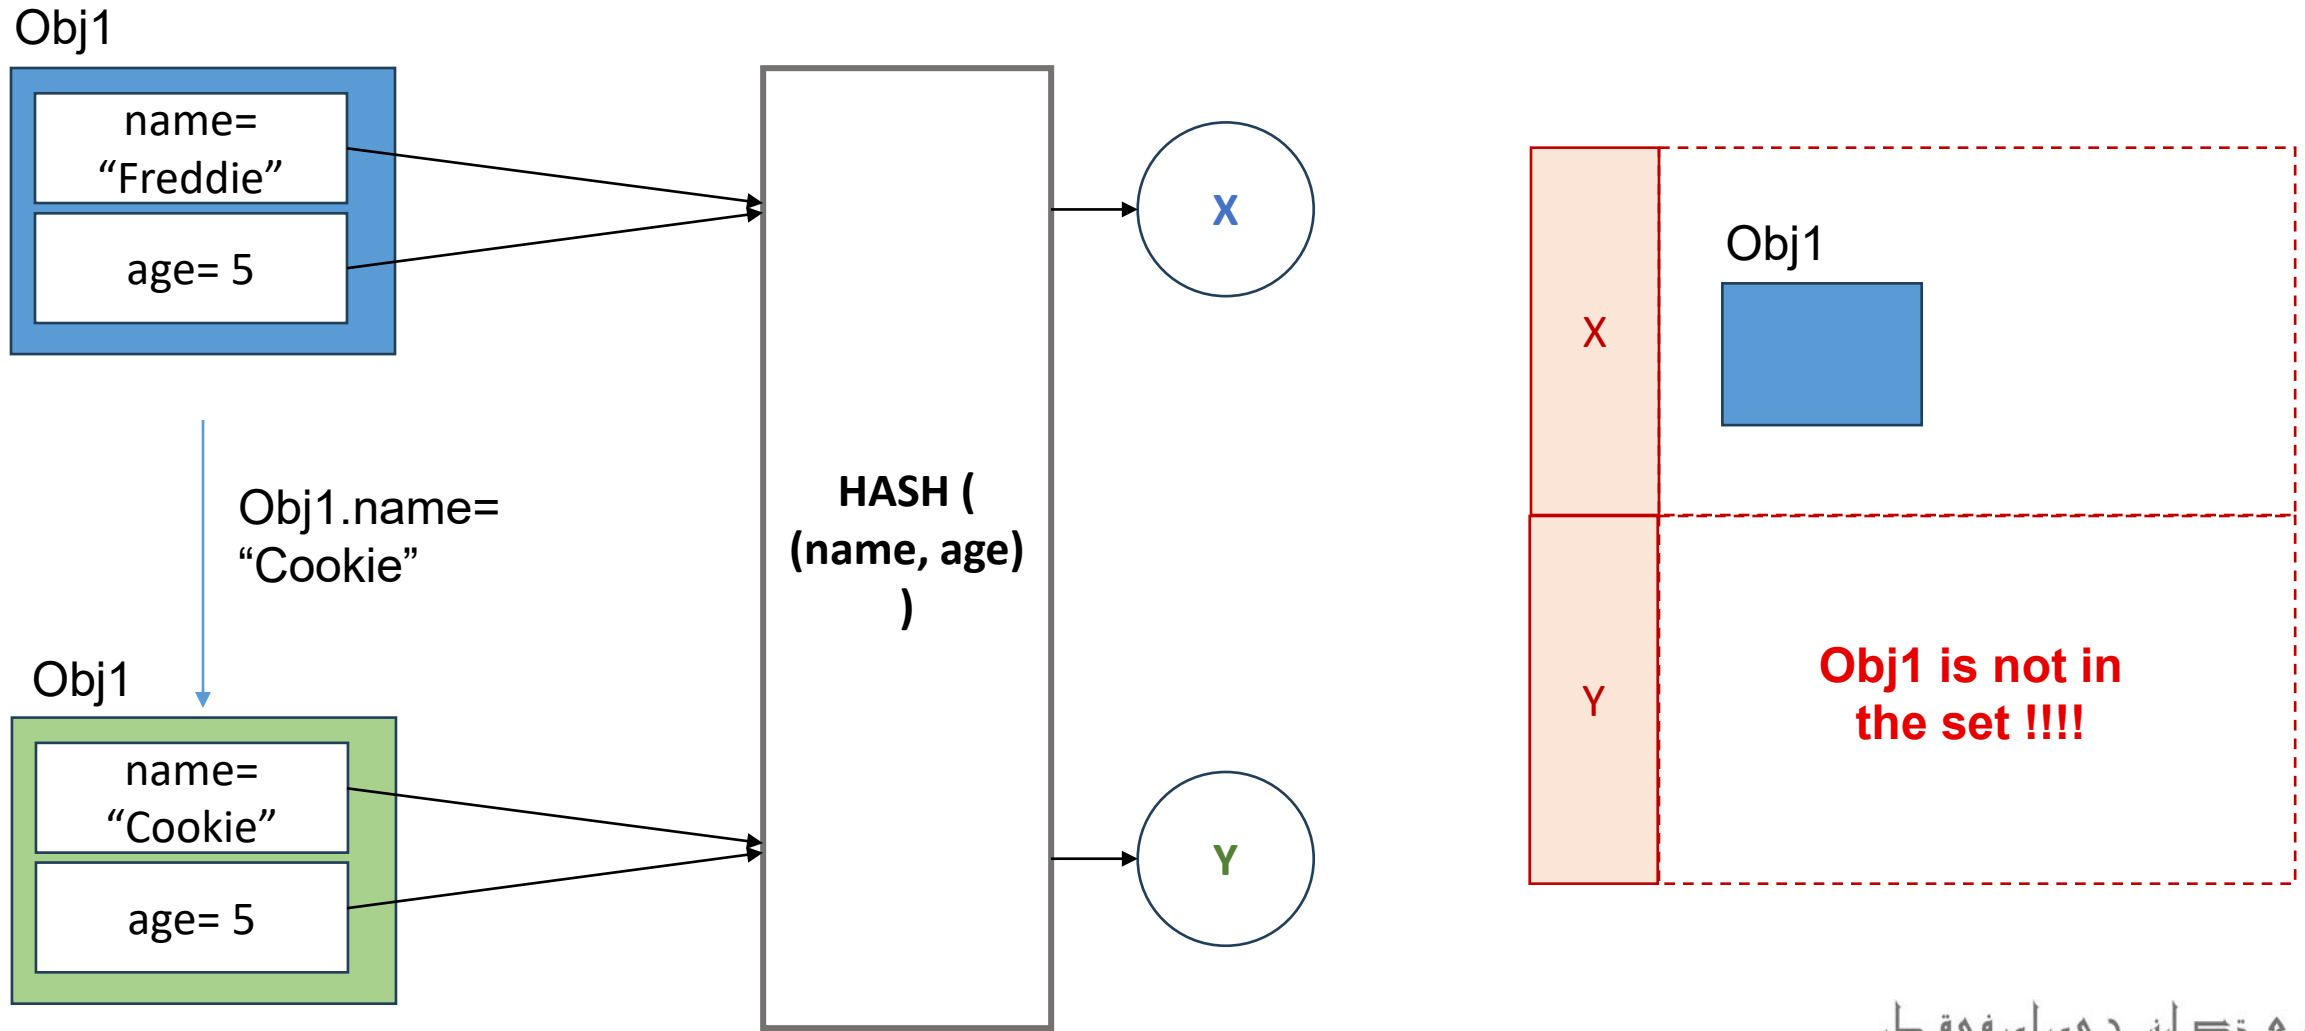 Obj1
name=
“Freddie”
age= 5
Obj1.name=
“Cookie”
Obj1
name=
“Cookie”
age= 5
HASH (
(name, age)
)
X
Y
X
Obj1
Y
Obj1 is not in
the set !!!!